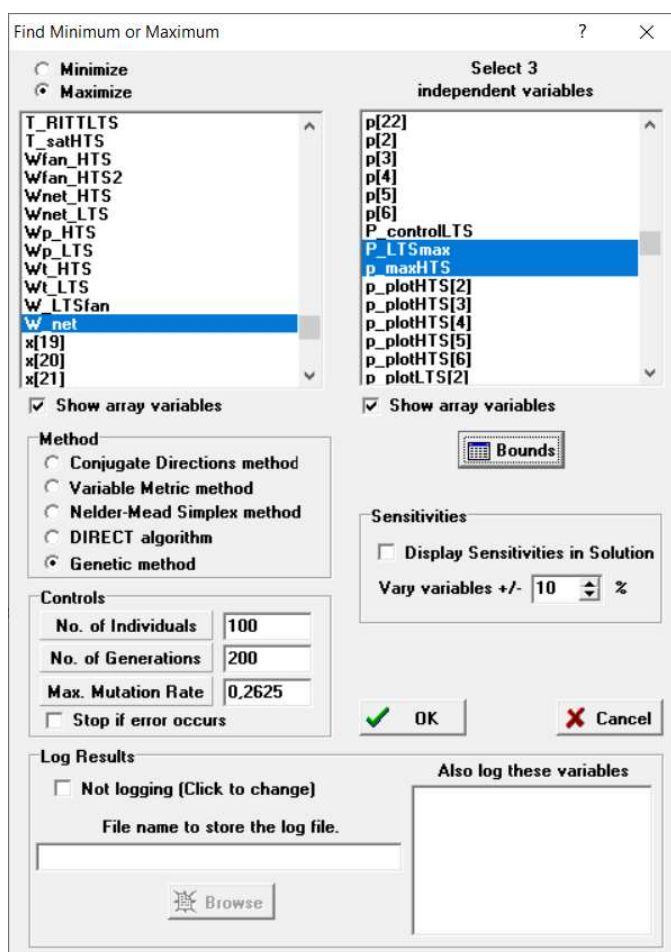 Find Minimum or Maximum
?
Minimize
Maximize
T_RITTLTS
T_satHTS
Wfan_HTS
Wfan_HTS2
Wnet_HTS
Wnet_LTS
Wp_HTS
Wp_LTS
Wt_HTS
Wt_LTS
W_LTSfan
W_net
x[19]
x[20]
x[21]
Show array variables
Select 3
independent variables
p[22]
p[2]
p[3]
p[4]
p[5]
p[6]
P_controlLTS
P_LTSmax
p_maxHTS
p_plotHTS[2]
p_plotHTS[3]
p_plotHTS[4]
p_plotHTS[5]
p_plotHTS[6]
p_plotLTS[2]
Show array variables
Method
Conjugate Directions method
Variable Metric method
Nelder-Mead Simplex method
DIRECT algorithm
Genetic method
Bounds
Sensitivities
Display Sensitivities in Solution
Vary variables +/- 10 %
Controls
No. of Individuals 100
No. of Generations 200
Max. Mutation Rate 0,2625
Stop if error occurs
OK
Cancel
Log Results
Not logging (Click to change)
File name to store the log file.
Browse
Also log these variables